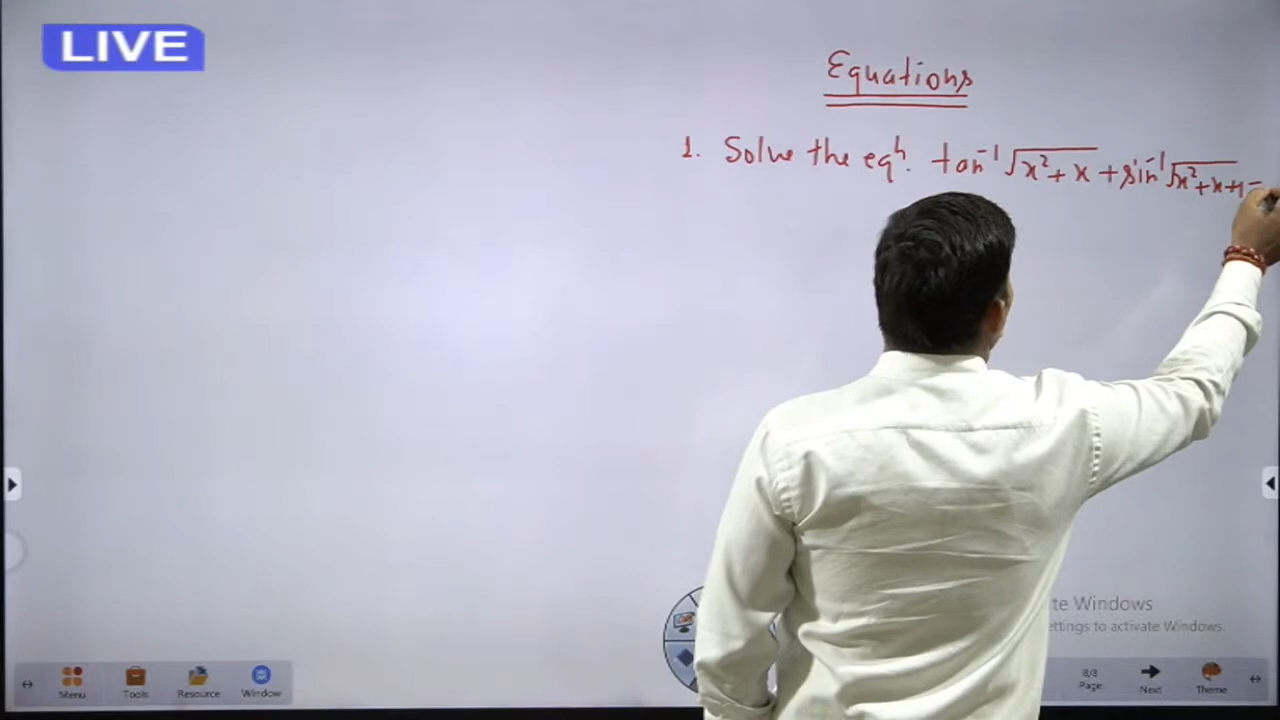 LIVE
Equations
1. Solve the eqⁿ. tan⁻¹√x²+x + sin⁻¹√x²+x+1 =
te Windows
ettings to activate Windows.
Menu Tools Resource Window
8/8
Page Next Theme